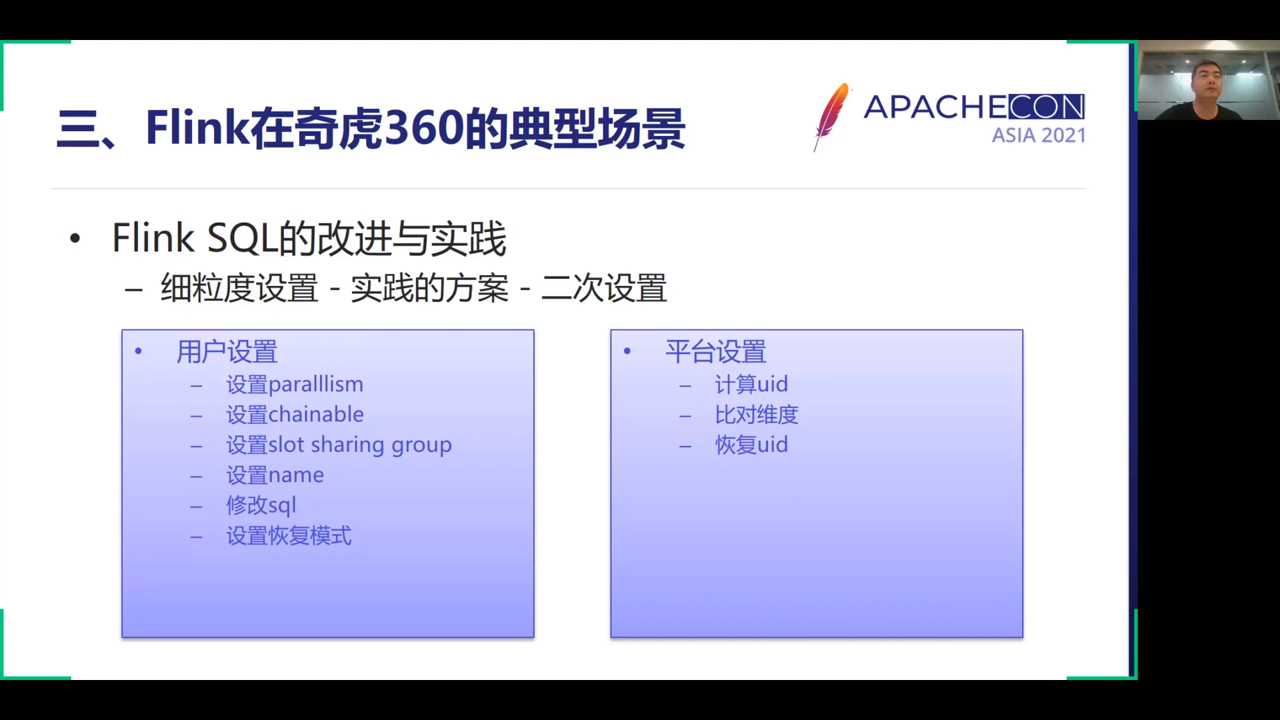 三、Flink在奇虎360的典型场景
APACHECON
ASIA 2021
• Flink SQL的改进与实践
– 细粒度设置 - 实践的方案 - 二次设置
• 用户设置
– 设置paralllism
– 设置chainable
– 设置slot sharing group
– 设置name
– 修改sql
– 设置恢复模式
• 平台设置
– 计算uid
– 比对维度
– 恢复uid